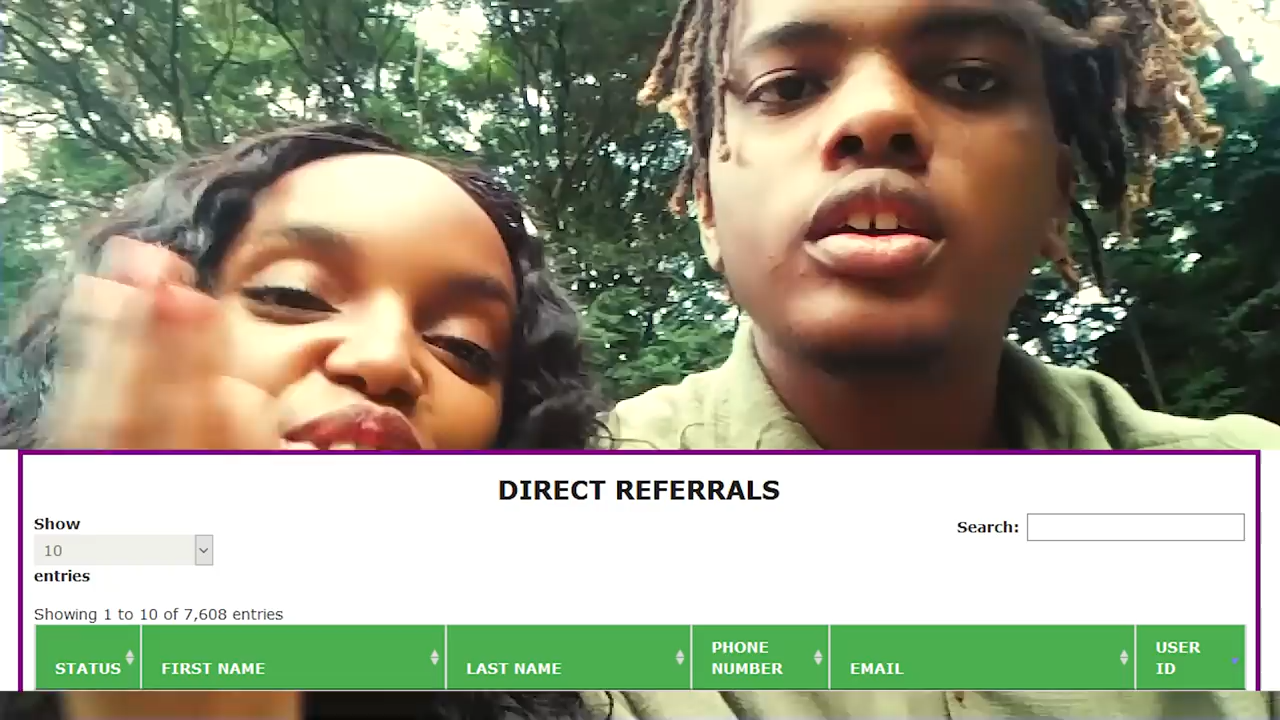 DIRECT REFERRALS
Show
Search:
10
entries
Showing 1 to 10 of 7,608 entries
STATUS FIRST NAME LAST NAME PHONE NUMBER EMAIL USER ID